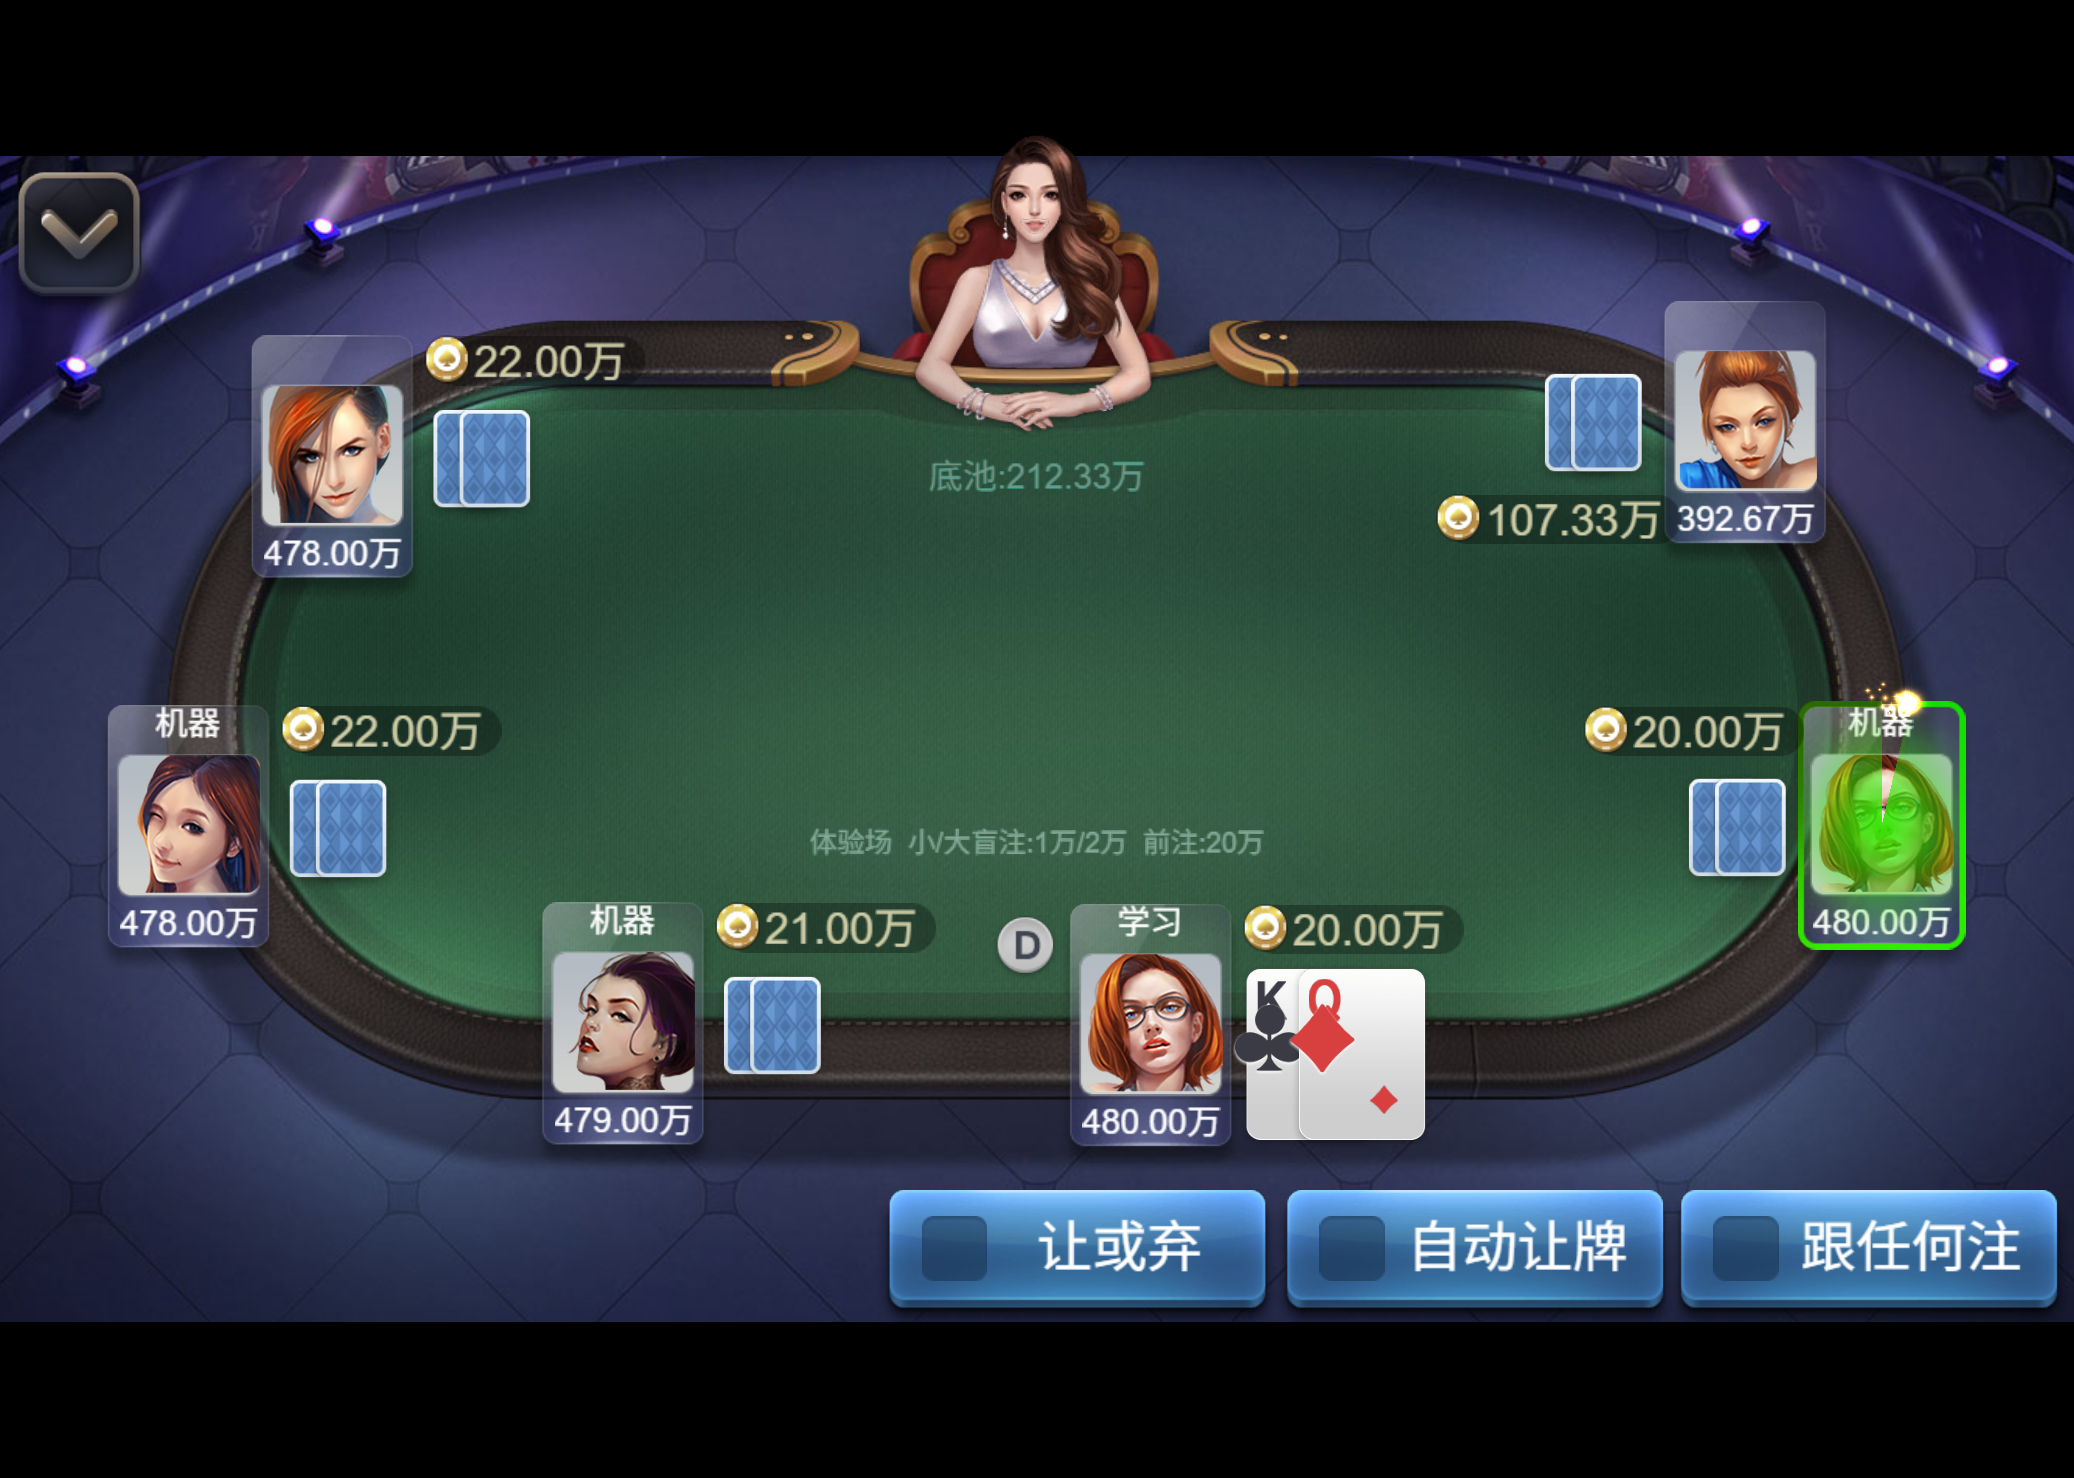 22.00万
478.00万
底池:212.33万
107.33万
392.67万
机器
22.00万
478.00万
20.00万
机器
480.00万
体验场 小/大盲注:1万/2万 前注:20万
机器
21.00万
479.00万
D
学习
20.00万
480.00万
K
Q
让或弃
自动让牌
跟任何注